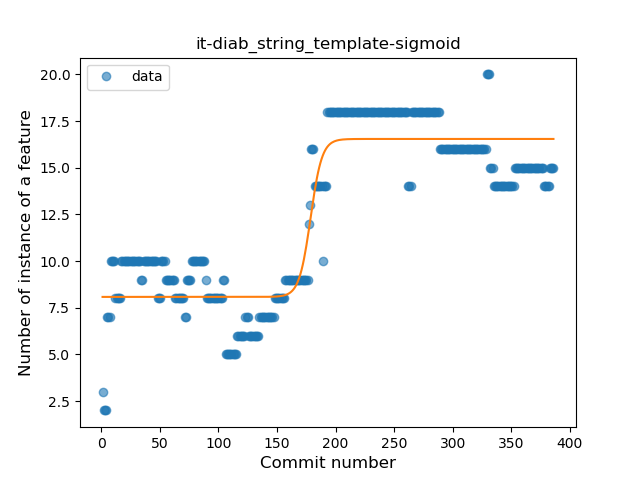 it-diab_string_template-sigmoid
data
Number of instance of a feature
20.0
17.5
15.0
12.5
10.0
7.5
5.0
2.5
0 50 100 150 200 250 300 350 400
Commit number